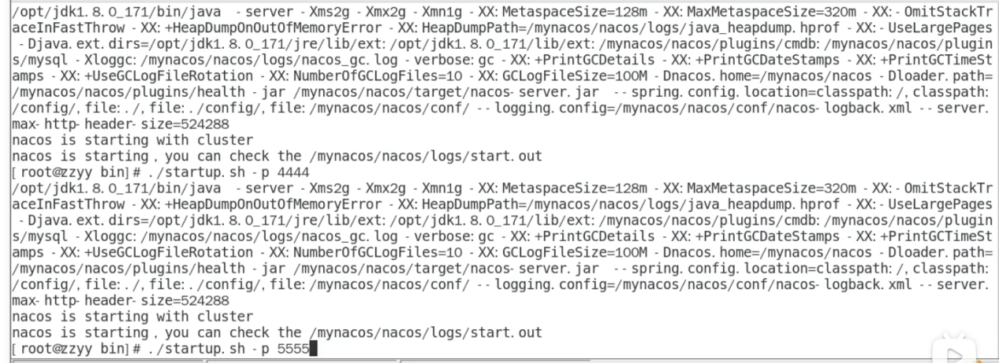 /opt/jdk1.8.0_171/bin/java  -server -Xms2g -Xmx2g -Xmn1g -XX:MetaspaceSize=128m -XX:MaxMetaspaceSize=320m -XX:-OmitStackTr
aceInFastThrow -XX:+HeapDumpOnOutOfMemoryError -XX:HeapDumpPath=/mynacos/nacos/logs/java_heapdump.hprof -XX:-UseLargePages
 -Djava.ext.dirs=/opt/jdk1.8.0_171/jre/lib/ext:/opt/jdk1.8.0_171/lib/ext:/mynacos/nacos/plugins/cmdb:/mynacos/nacos/plugin
s/mysql -Xloggc:/mynacos/nacos/logs/nacos_gc.log -verbose:gc -XX:+PrintGCDetails -XX:+PrintGCDateStamps -XX:+PrintGCTimeSt
amps -XX:+UseGCLogFileRotation -XX:NumberOfGCLogFiles=10 -XX:GCLogFileSize=100M -Dnacos.home=/mynacos/nacos -Dloader.path=
/mynacos/nacos/plugins/health -jar /mynacos/nacos/target/nacos-server.jar  --spring.config.location=classpath:/,classpath:
/config/,file:./,file:./config/,file:/mynacos/nacos/conf/ --logging.config=/mynacos/nacos/conf/nacos-logback.xml --server.
max-http-header-size=524288
nacos is starting with cluster
nacos is starting, you can check the /mynacos/nacos/logs/start.out
[root@zzyy bin]# ./startup.sh -p 4444
/opt/jdk1.8.0_171/bin/java  -server -Xms2g -Xmx2g -Xmn1g -XX:MetaspaceSize=128m -XX:MaxMetaspaceSize=320m -XX:-OmitStackTr
aceInFastThrow -XX:+HeapDumpOnOutOfMemoryError -XX:HeapDumpPath=/mynacos/nacos/logs/java_heapdump.hprof -XX:-UseLargePages
 -Djava.ext.dirs=/opt/jdk1.8.0_171/jre/lib/ext:/opt/jdk1.8.0_171/lib/ext:/mynacos/nacos/plugins/cmdb:/mynacos/nacos/plugin
s/mysql -Xloggc:/mynacos/nacos/logs/nacos_gc.log -verbose:gc -XX:+PrintGCDetails -XX:+PrintGCDateStamps -XX:+PrintGCTimeSt
amps -XX:+UseGCLogFileRotation -XX:NumberOfGCLogFiles=10 -XX:GCLogFileSize=100M -Dnacos.home=/mynacos/nacos -Dloader.path=
/mynacos/nacos/plugins/health -jar /mynacos/nacos/target/nacos-server.jar  --spring.config.location=classpath:/,classpath:
/config/,file:./,file:./config/,file:/mynacos/nacos/conf/ --logging.config=/mynacos/nacos/conf/nacos-logback.xml --server.
max-http-header-size=524288
nacos is starting with cluster
nacos is starting, you can check the /mynacos/nacos/logs/start.out
[root@zzyy bin]# ./startup.sh -p 5555